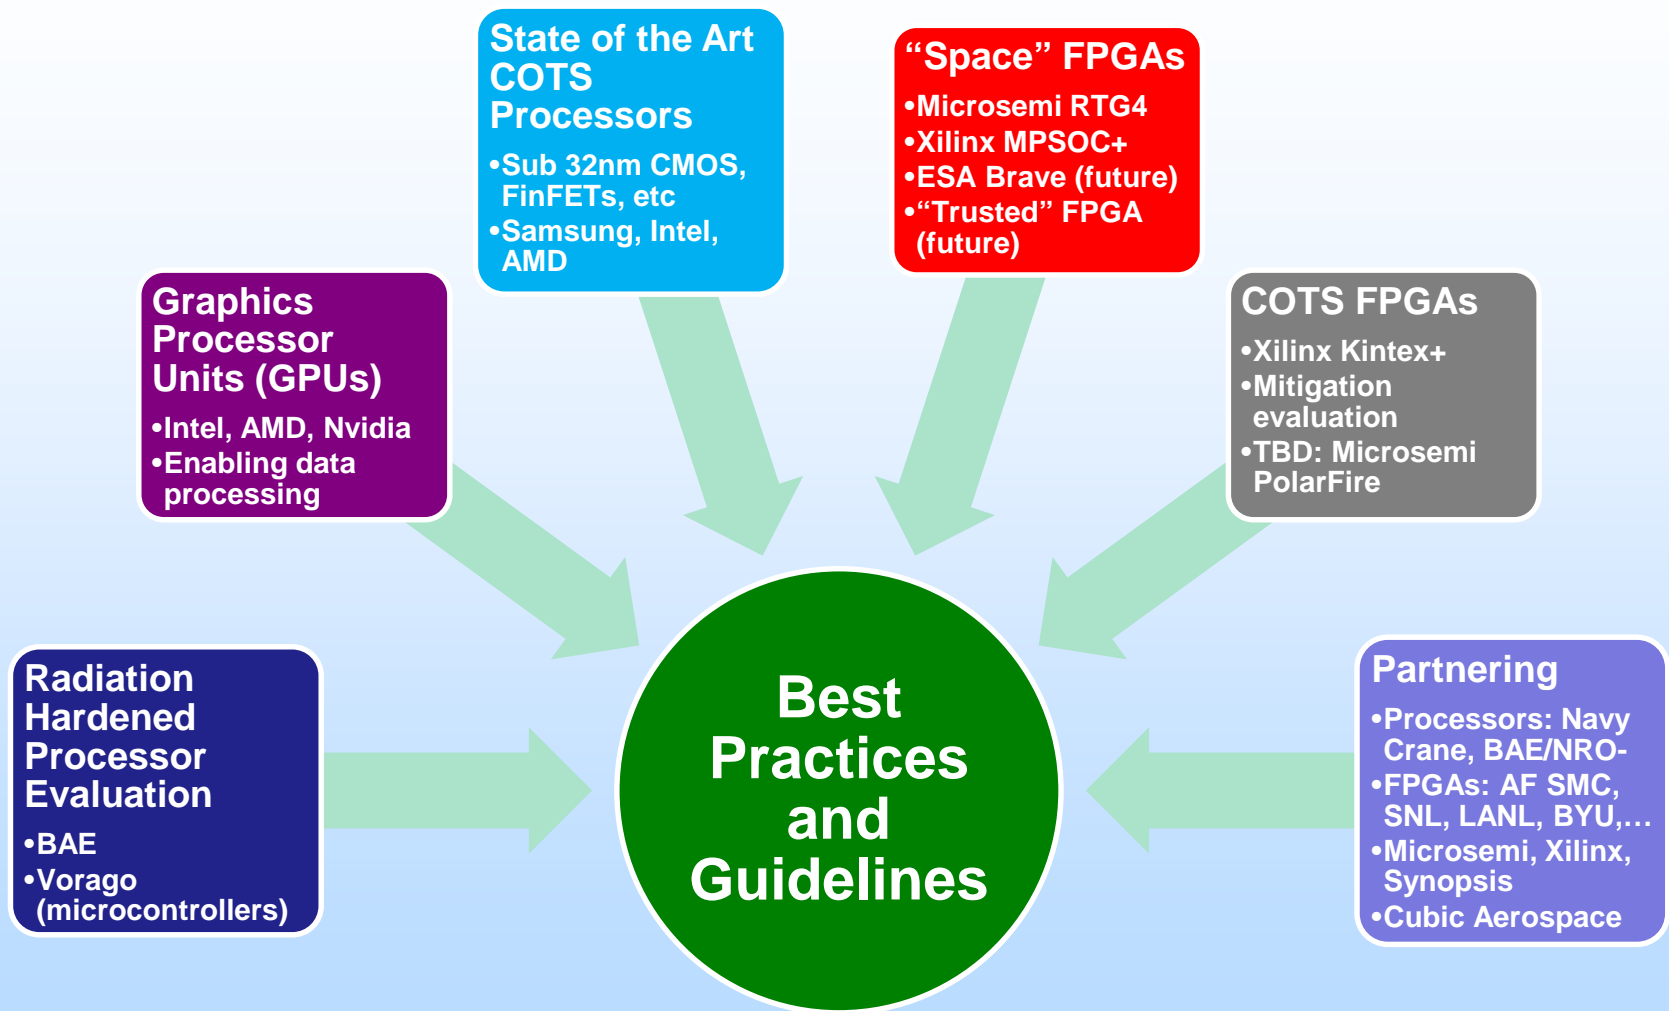 State of the Art
COTS
Processors
•Sub 32nm CMOS,
FinFETs, etc
•Samsung, Intel,
AMD
“Space” FPGAs
•Microsemi RTG4
•Xilinx MPSOC+
•ESA Brave (future)
•“Trusted” FPGA
(future)
Graphics
Processor
Units (GPUs)
•Intel, AMD, Nvidia
•Enabling data
processing
COTS FPGAs
•Xilinx Kintex+
•Mitigation
evaluation
•TBD: Microsemi
PolarFire
Radiation
Hardened
Processor
Evaluation
•BAE
•Vorago
(microcontrollers)
Best
Practices
and
Guidelines
Partnering
•Processors: Navy
Crane, BAE/NRO-
•FPGAs: AF SMC,
SNL, LANL, BYU,…
•Microsemi, Xilinx,
Synopsis
•Cubic Aerospace